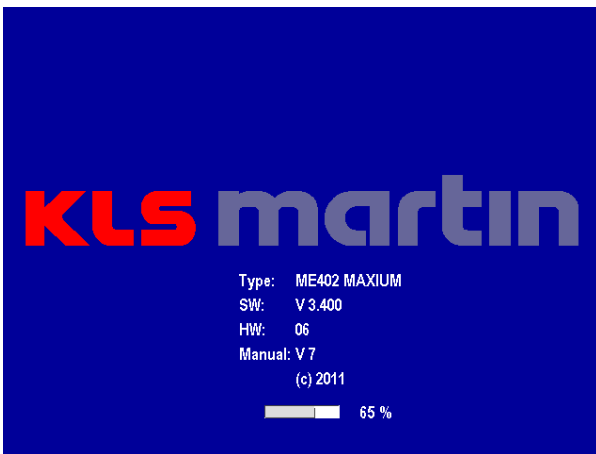 KLS martin
Type: ME402 MAXIUM
SW: V 3.400
HW: 06
Manual: V 7
(c) 2011
65 %